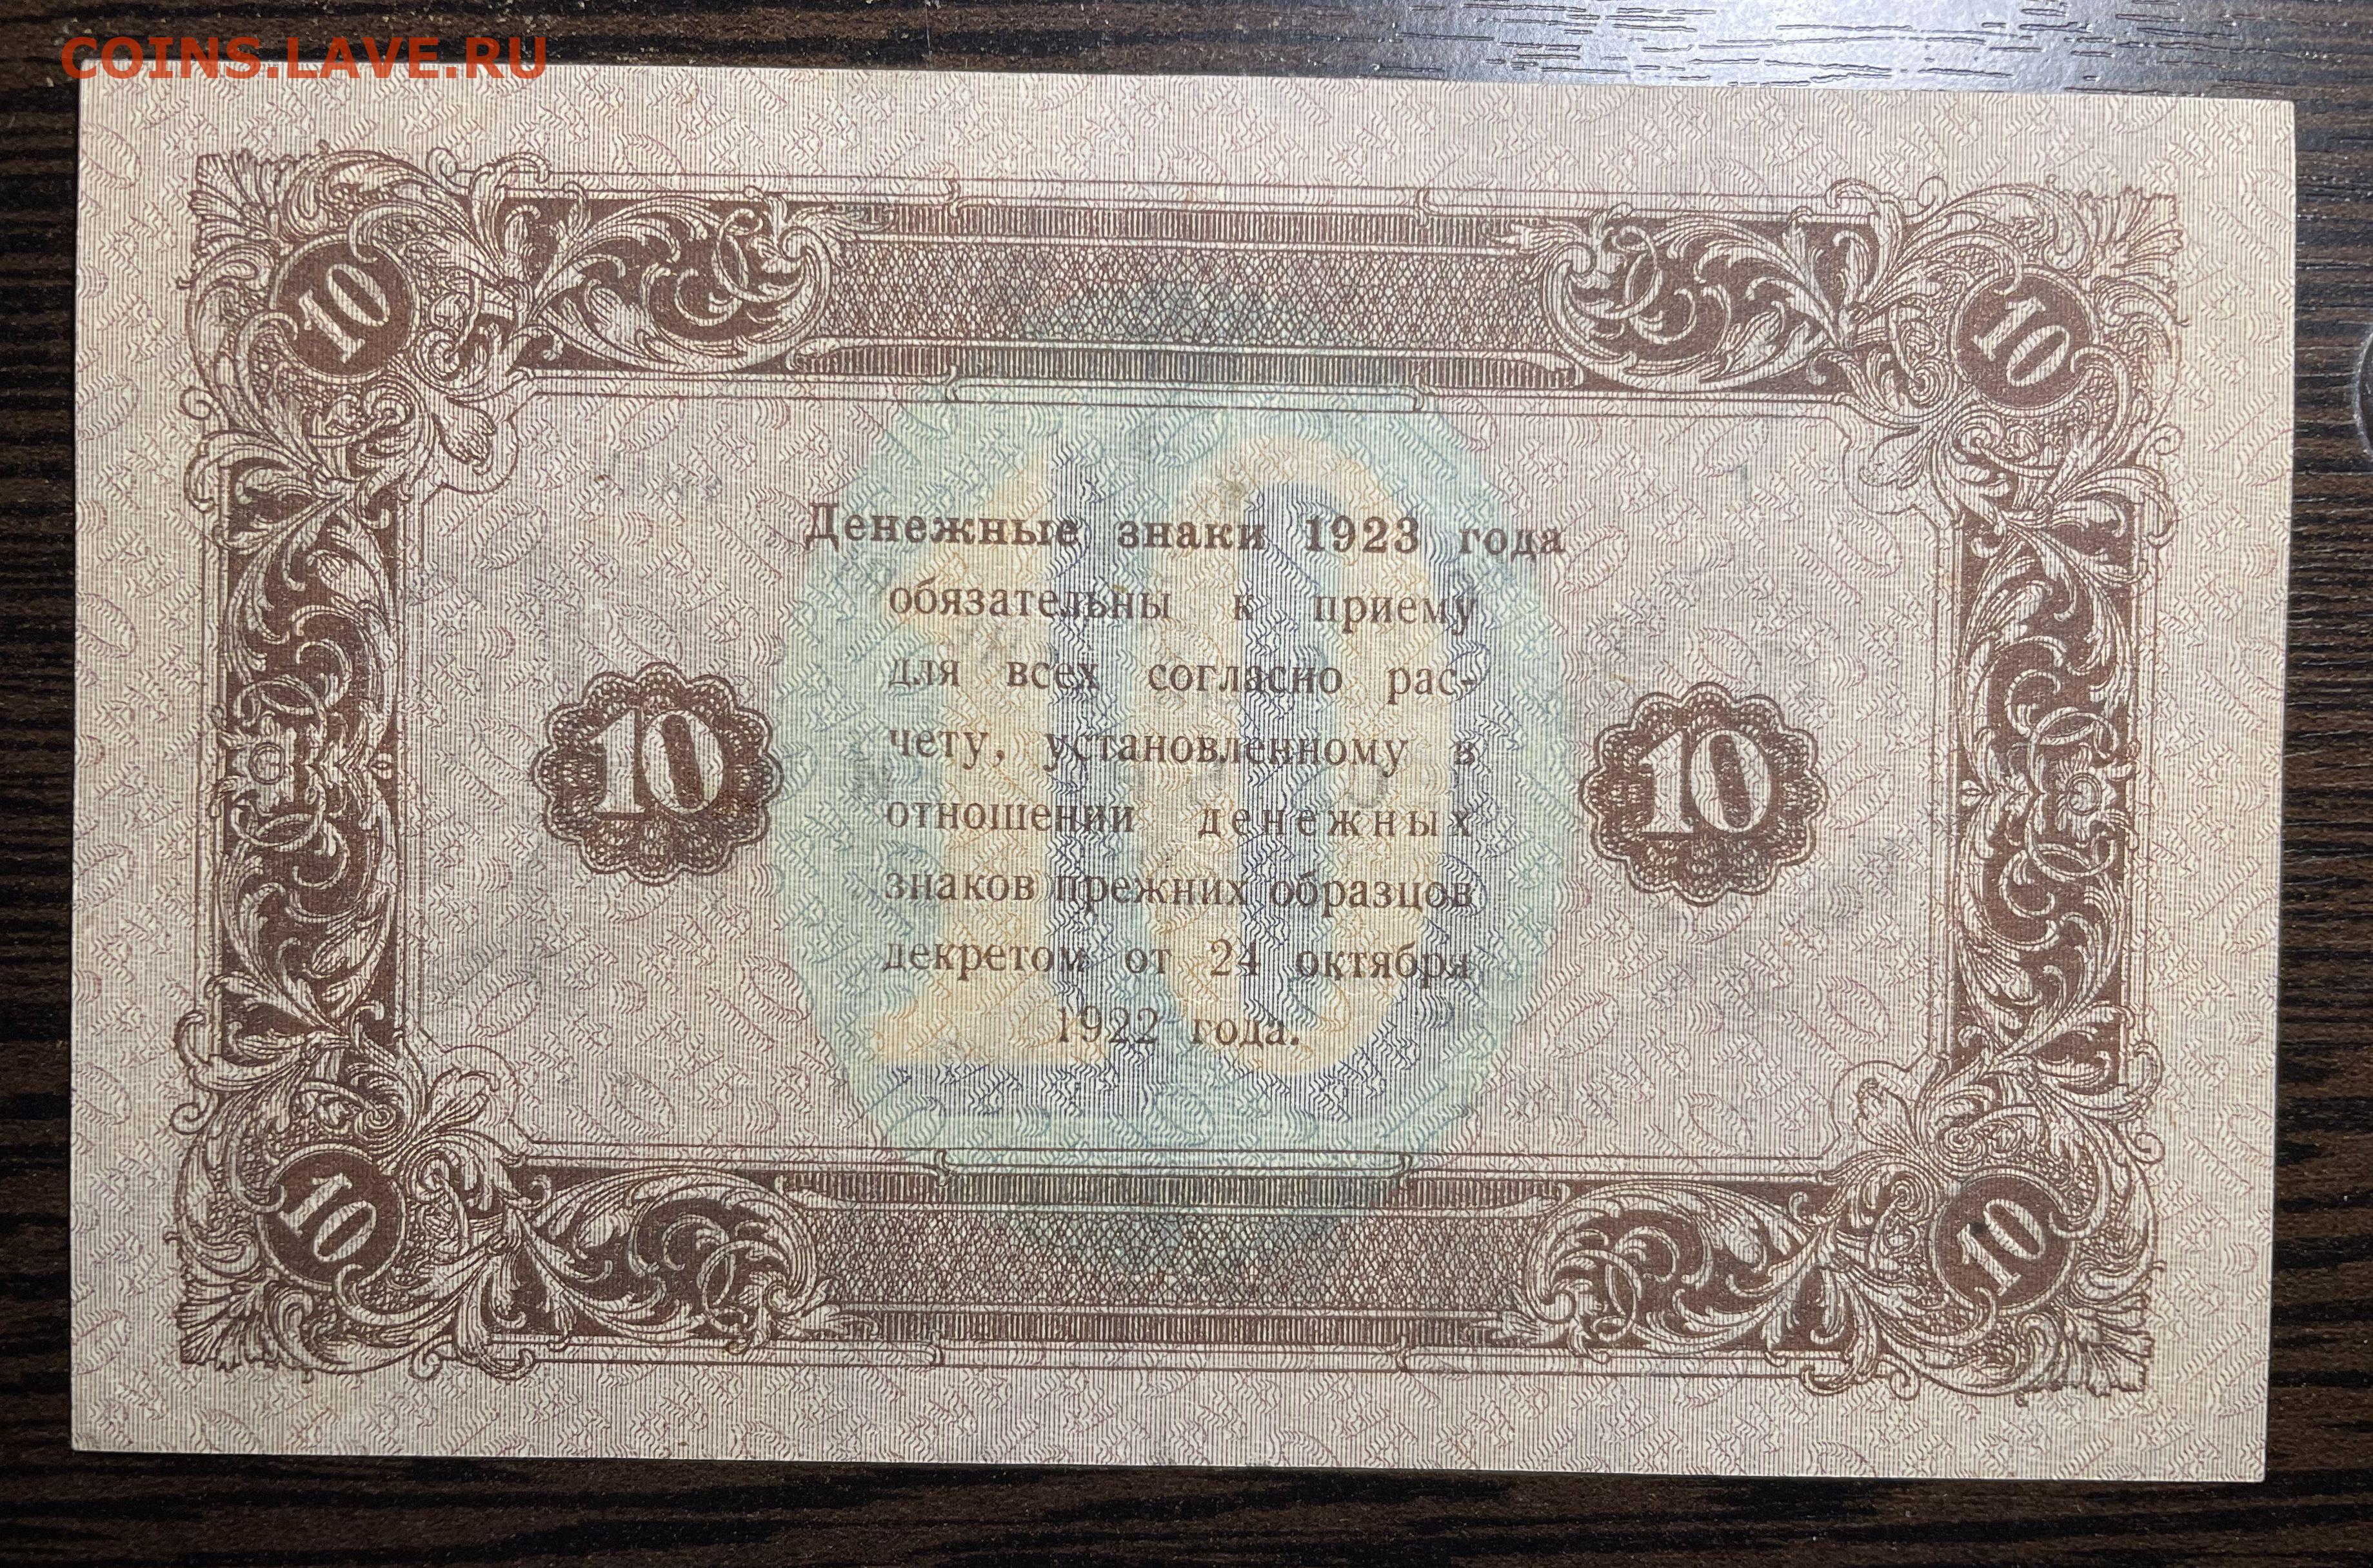 COINS.LAVE.RU
10
10
Денежные знаки 1923 года
обязательны к приему
для всех согласно рас-
чету, установленному в
отношении денежных
знаков прежних образцов
декретом от 24 октября
1922 года.
10
10
10
10
10